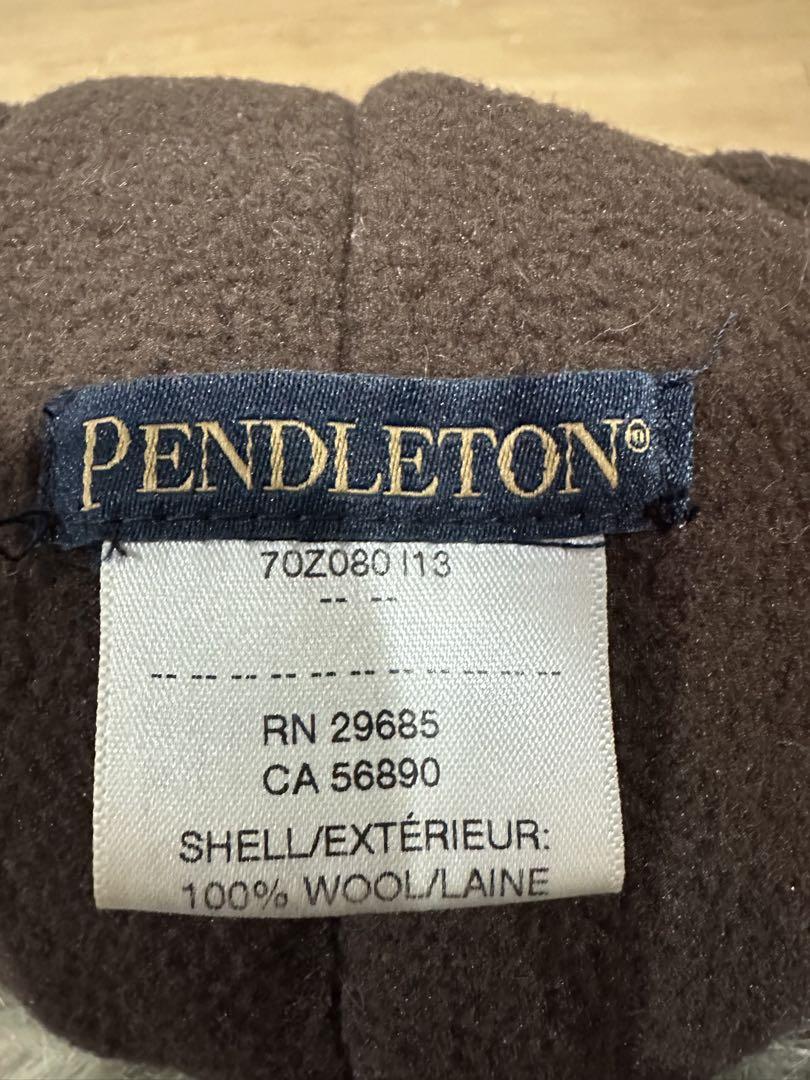 PENDLETON®
70Z080 I13
-- --
-- -- -- -- -- -- -- -- -- -- --
RN 29685
CA 56890
SHELL/EXTÉRIEUR:
100% WOOL/LAINE